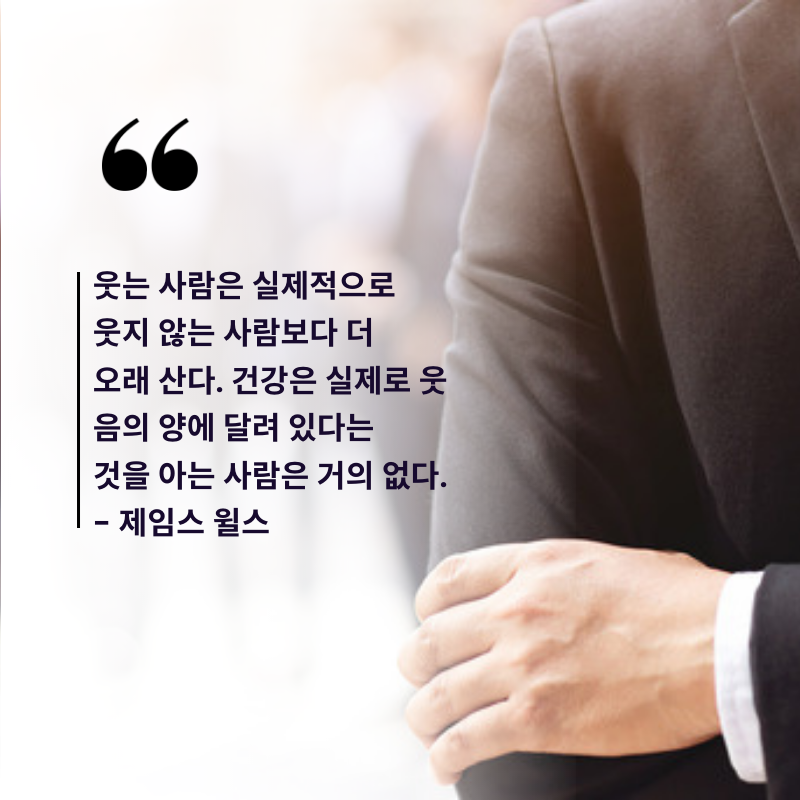 ❝
웃는 사람은 실제적으로
웃지 않는 사람보다 더
오래 산다. 건강은 실제로 웃
음의 양에 달려 있다는
것을 아는 사람은 거의 없다.
- 제임스 월스